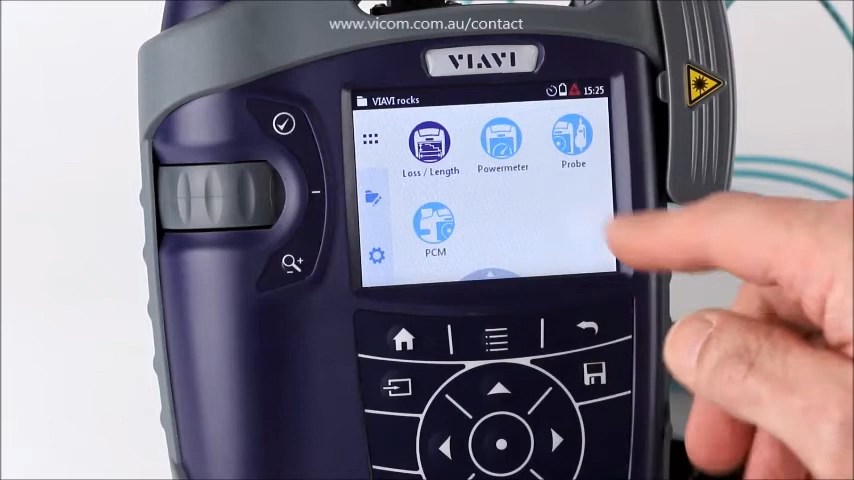 www.vicom.com.au/contact
VIAVI
VIAVI rocks
15:25
Loss / Length
Powermeter
Probe
PCM